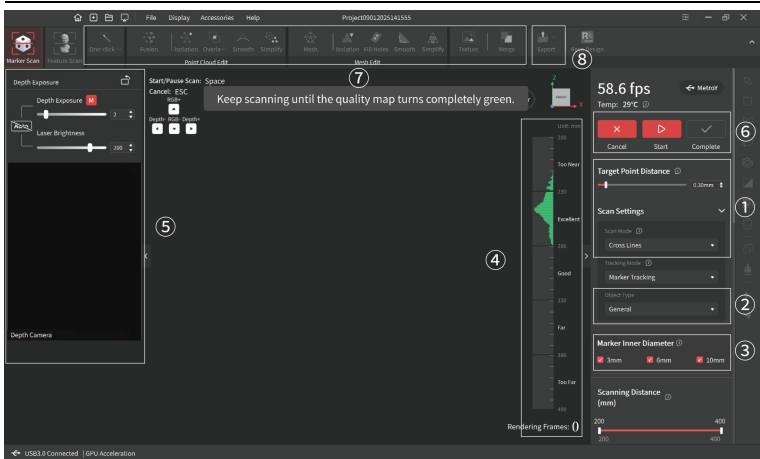 File Display Accessories Help Project09012025141555
Marker Scan Feature Scan One-click Fusion Isolation Overla··· Smooth Simplify Mesh Isolation Fill-Holes Smooth Simplify Texture Merge Export
Point Cloud Edit Mesh Edit
⑧
⑦
Depth Exposure
Depth Exposure M
2
Auto
Laser Brightness
200
⑤
Depth Camera
Start/Pause Scan: Space
Cancel: ESC
RGB+
Depth- RGB- Depth+
Keep scanning until the quality map turns completely green.
Z
FRONT
X
Unit: mm
200
Too Near
Excellent
200
Good
Far
Too Far
400
④
Rendering Frames: 0
58.6 fps MetroY
Temp: 29°C
Cancel Start Complete
⑥
Target Point Distance
0.30mm
①
Scan Settings
Scan Mode
Cross Lines
Tracking Mode
Marker Tracking
Object Type
General
②
Marker Inner Diameter
3mm 6mm 10mm
③
Scanning Distance
(mm)
200 400
200 400
USB3.0 Connected | GPU Acceleration